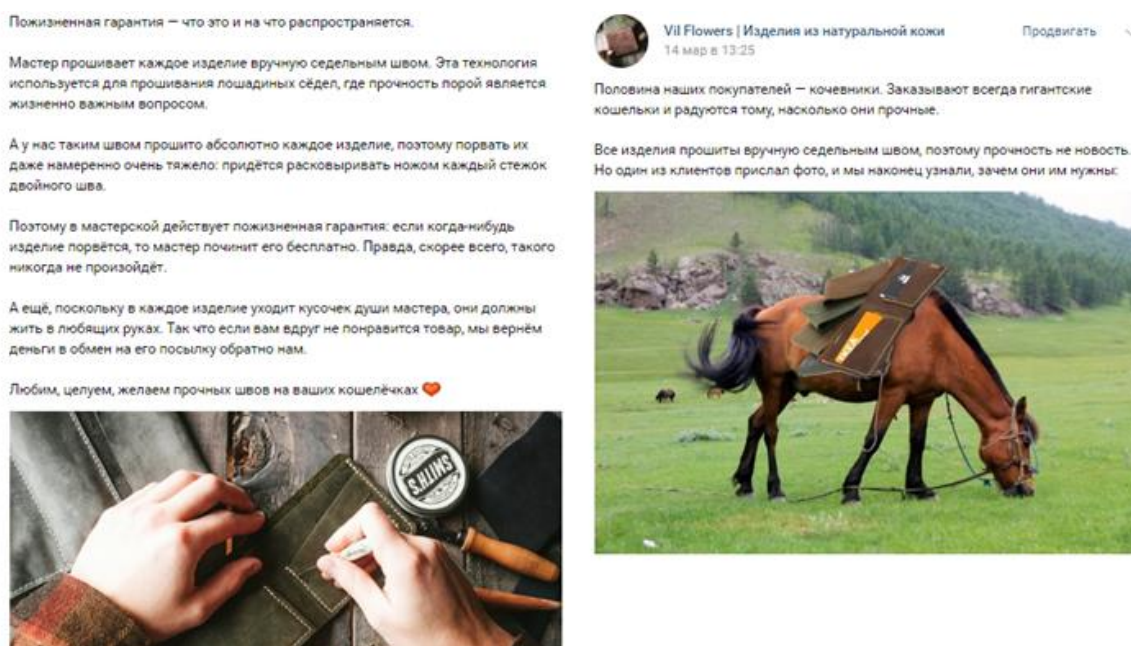 Пожизненная гарантия — что это и на что распространяется.
Мастер прошивает каждое изделие вручную седельным швом. Эта технология
используется для прошивания лошадиных сёдел, где прочность порой является
жизненно важным вопросом.
А у нас таким швом прошито абсолютно каждое изделие, поэтому порвать их
даже намеренно очень тяжело: придётся расковыривать ножом каждый стежок
двойного шва.
Поэтому в мастерской действует пожизненная гарантия: если когда-нибудь
изделие порвётся, то мастер починит его бесплатно. Правда, скорее всего, такого
никогда не произойдёт.
А ещё, поскольку в каждое изделие уходит кусочек души мастера, они должны
жить в любящих руках. Так что если вам вдруг не понравится товар, мы вернём
деньги в обмен на его посылку обратно нам.
Любим, целуем, желаем прочных швов на ваших кошелёчках ❤
SMITH'S
Vil Flowers | Изделия из натуральной кожи
Продвигать
14 мар в 13:25
Половина наших покупателей — кочевники. Заказывают всегда гигантские
кошельки и радуются тому, насколько они прочные.
Все изделия прошиты вручную седельным швом, поэтому прочность не новость.
Но один из клиентов прислал фото, и мы наконец узнали, зачем они им нужны: